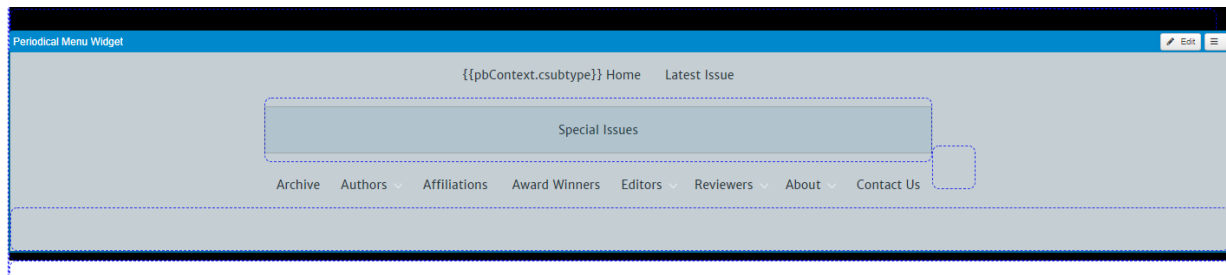 Periodical Menu Widget Edit
{{pbContext.csubtype}} Home Latest Issue
Special Issues
Archive Authors Affiliations Award Winners Editors Reviewers About Contact Us